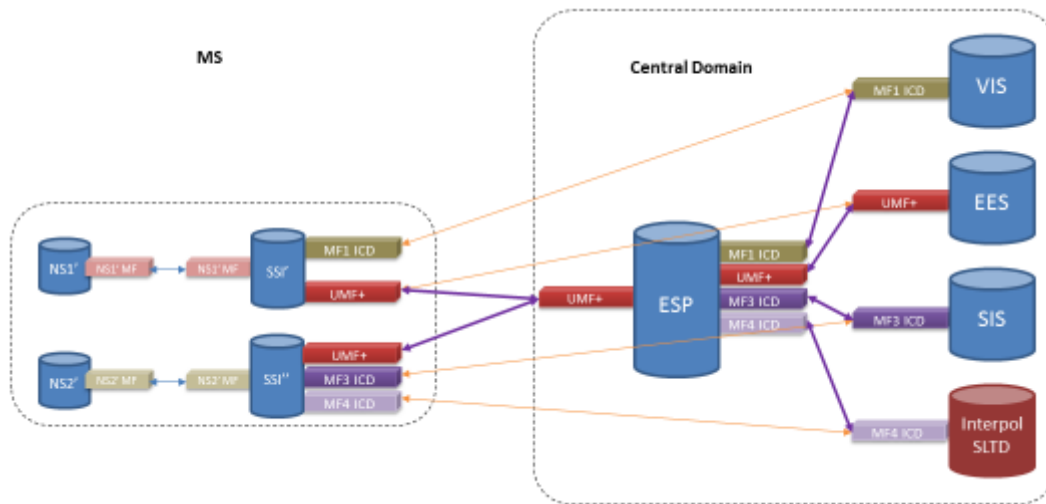 MS
Central Domain
MF1 ICD
VIS
UMF+
EES
NS1'
NS1' MF
NS1' MF
SSI'
MF1 ICD
UMF+
UMF+
ESP
MF1 ICD
UMF+
MF3 ICD
MF4 ICD
MF3 ICD
SIS
NS2'
NS2' MF
NS2' MF
SSI''
UMF+
MF3 ICD
MF4 ICD
MF4 ICD
Interpol
SLTD